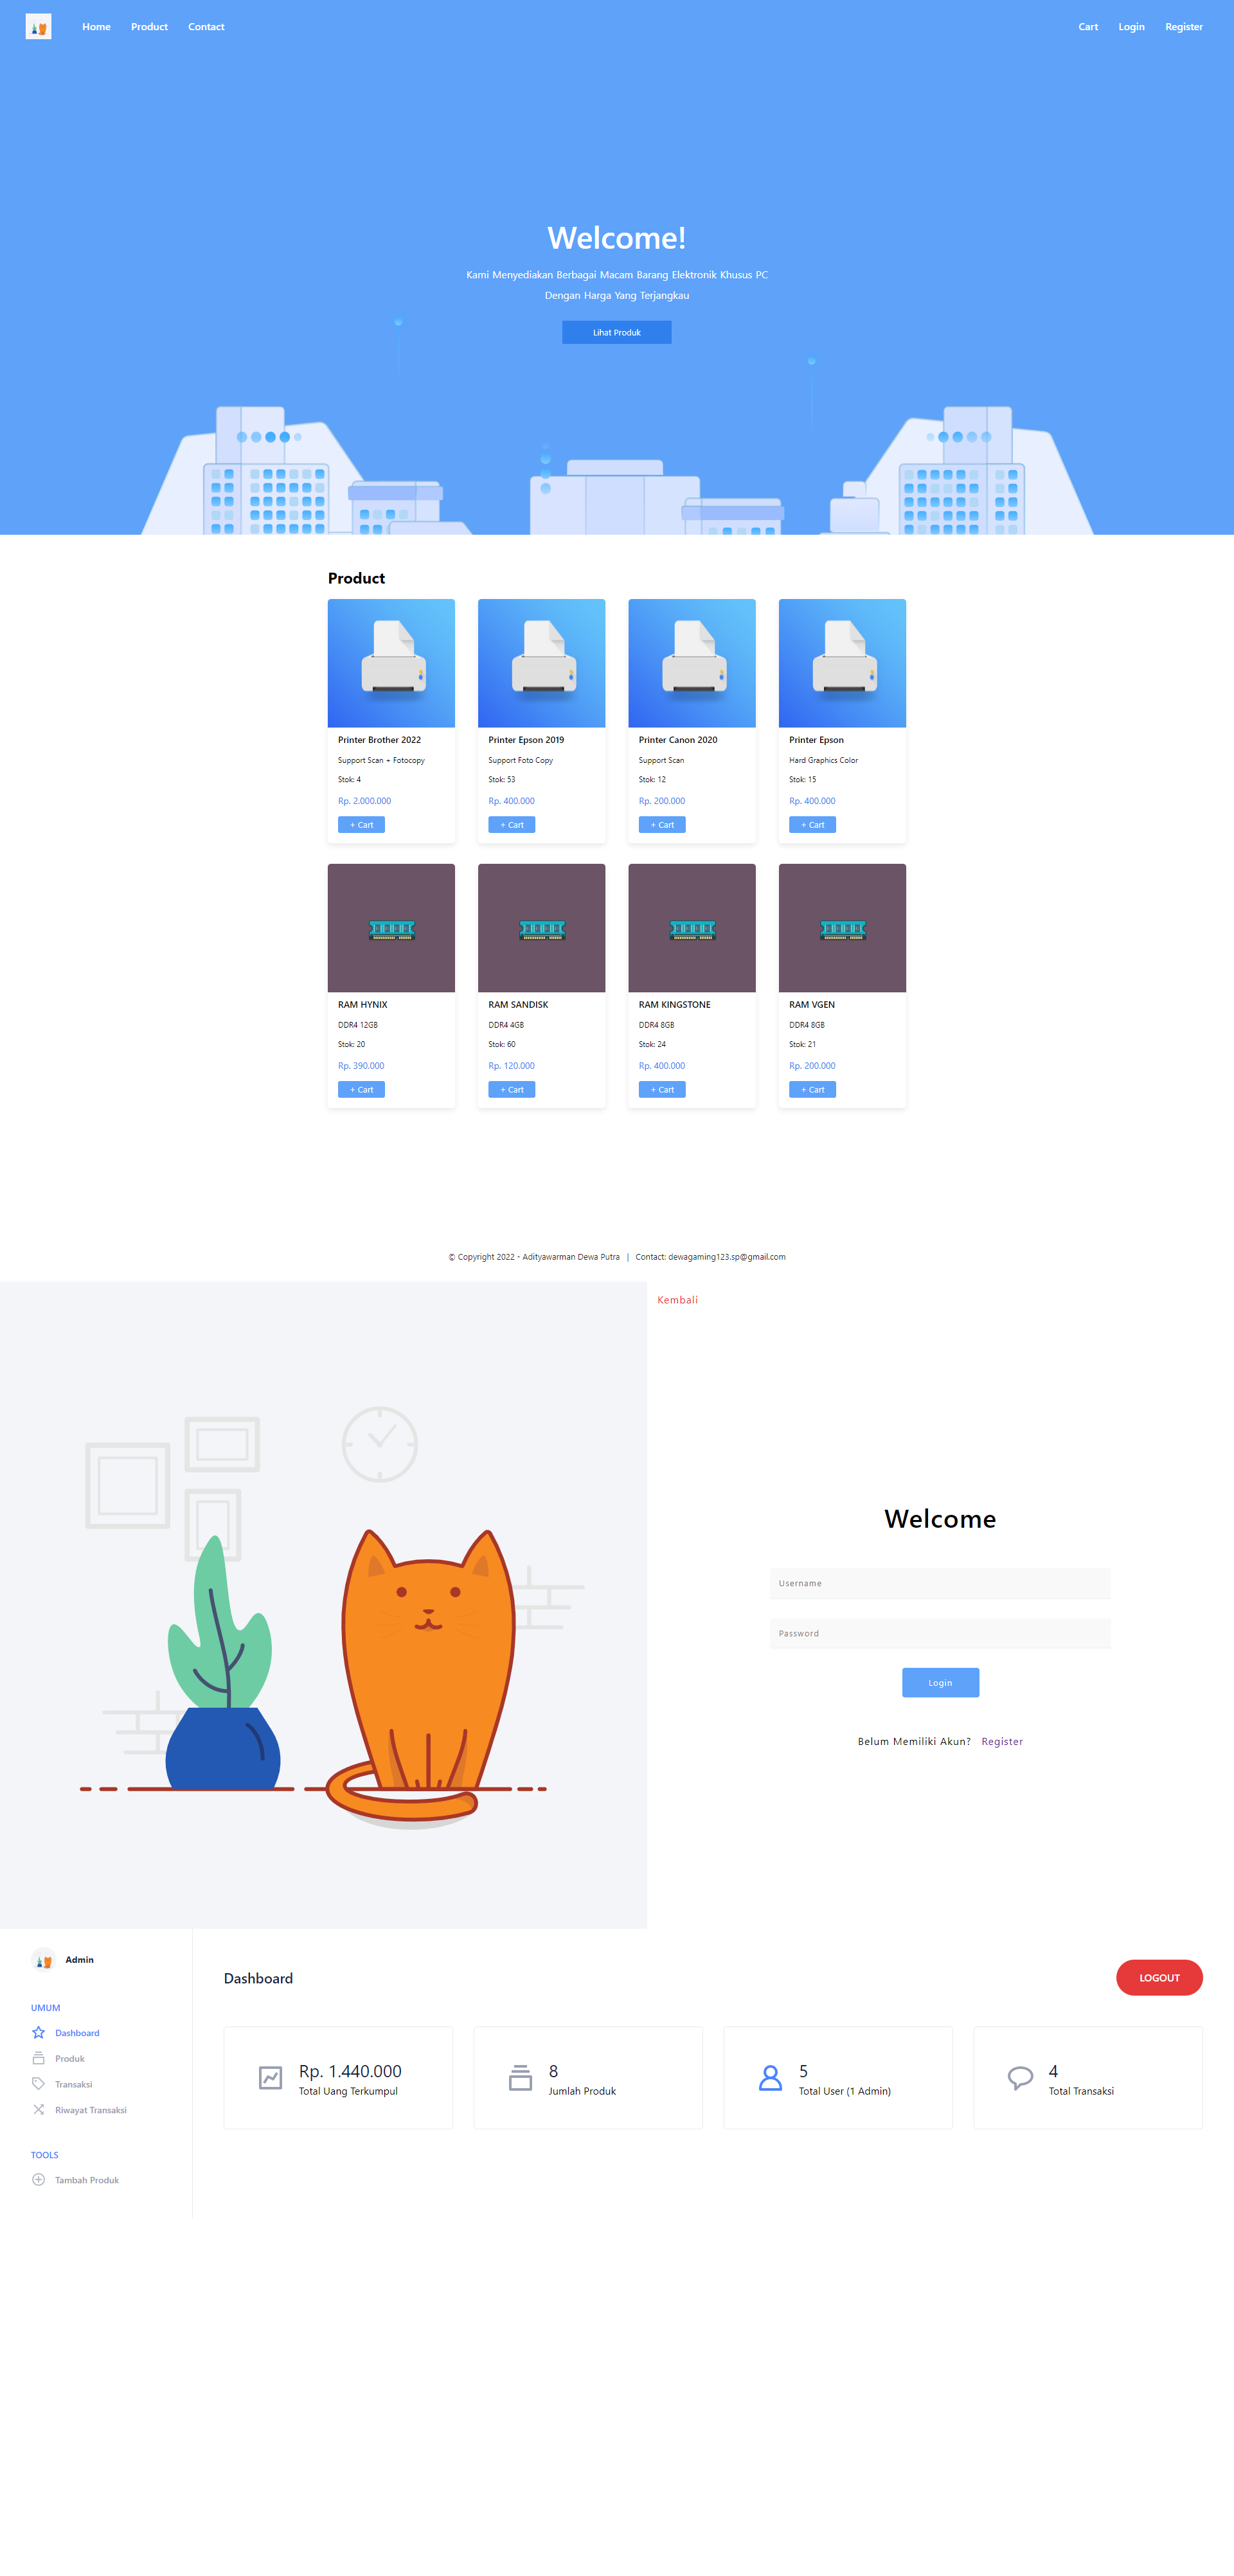 Home Product Contact Cart Login Register
Welcome!
Kami Menyediakan Berbagai Macam Barang Elektronik Khusus PC
Dengan Harga Yang Terjangkau
Lihat Produk
Product
Printer Brother 2022
Support Scan + Fotocopy
Stok: 4
Rp. 2.000.000
+ Cart
Printer Epson 2019
Support Foto Copy
Stok: 53
Rp. 400.000
+ Cart
Printer Canon 2020
Support Scan
Stok: 12
Rp. 200.000
+ Cart
Printer Epson
Hard Graphics Color
Stok: 15
Rp. 400.000
+ Cart
RAM HYNIX
DDR4 12GB
Stok: 20
Rp. 390.000
+ Cart
RAM SANDISK
DDR4 4GB
Stok: 60
Rp. 120.000
+ Cart
RAM KINGSTONE
DDR4 8GB
Stok: 24
Rp. 400.000
+ Cart
RAM VGEN
DDR4 8GB
Stok: 21
Rp. 200.000
+ Cart
© Copyright 2022 - Adityawarman Dewa Putra | Contact: dewagaming123.sp@gmail.com
Kembali
Welcome
Username
Password
Login
Belum Memiliki Akun? Register
Admin
UMUM
Dashboard
Produk
Transaksi
Riwayat Transaksi
TOOLS
Tambah Produk
Dashboard
LOGOUT
Rp. 1.440.000
Total Uang Terkumpul
8
Jumlah Produk
5
Total User (1 Admin)
4
Total Transaksi